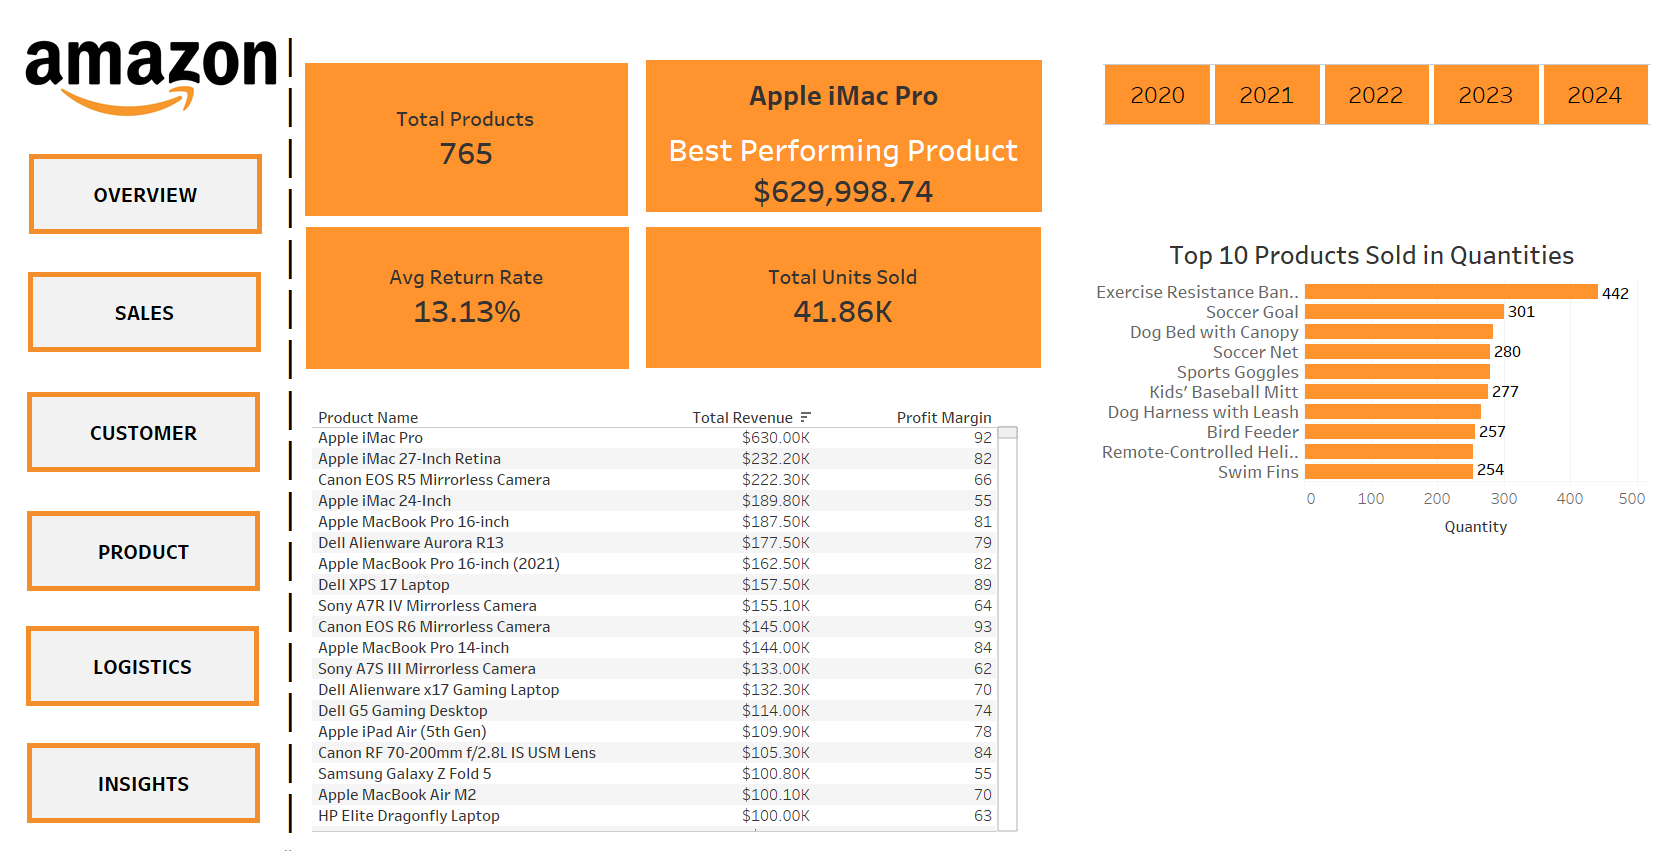 amazon
OVERVIEW
SALES
CUSTOMER
PRODUCT
LOGISTICS
INSIGHTS
Total Products
765
Apple iMac Pro
Best Performing Product
$629,998.74
Avg Return Rate
13.13%
Total Units Sold
41.86K
2020 2021 2022 2023 2024
Product Name Total Revenue Profit Margin
Apple iMac Pro $630.00K 92
Apple iMac 27-Inch Retina $232.20K 82
Canon EOS R5 Mirrorless Camera $222.30K 66
Apple iMac 24-Inch $189.80K 55
Apple MacBook Pro 16-inch $187.50K 81
Dell Alienware Aurora R13 $177.50K 79
Apple MacBook Pro 16-inch (2021) $162.50K 82
Dell XPS 17 Laptop $157.50K 89
Sony A7R IV Mirrorless Camera $155.10K 64
Canon EOS R6 Mirrorless Camera $145.00K 93
Apple MacBook Pro 14-inch $144.00K 84
Sony A7S III Mirrorless Camera $133.00K 62
Dell Alienware x17 Gaming Laptop $132.30K 70
Dell G5 Gaming Desktop $114.00K 74
Apple iPad Air (5th Gen) $109.90K 78
Canon RF 70-200mm f/2.8L IS USM Lens $105.30K 84
Samsung Galaxy Z Fold 5 $100.80K 55
Apple MacBook Air M2 $100.10K 70
HP Elite Dragonfly Laptop $100.00K 63
Top 10 Products Sold in Quantities
Exercise Resistance Ban.. 442
Soccer Goal 301
Dog Bed with Canopy
Soccer Net 280
Sports Goggles
Kids’ Baseball Mitt 277
Dog Harness with Leash
Bird Feeder 257
Remote-Controlled Heli..
Swim Fins 254
0 100 200 300 400 500
Quantity